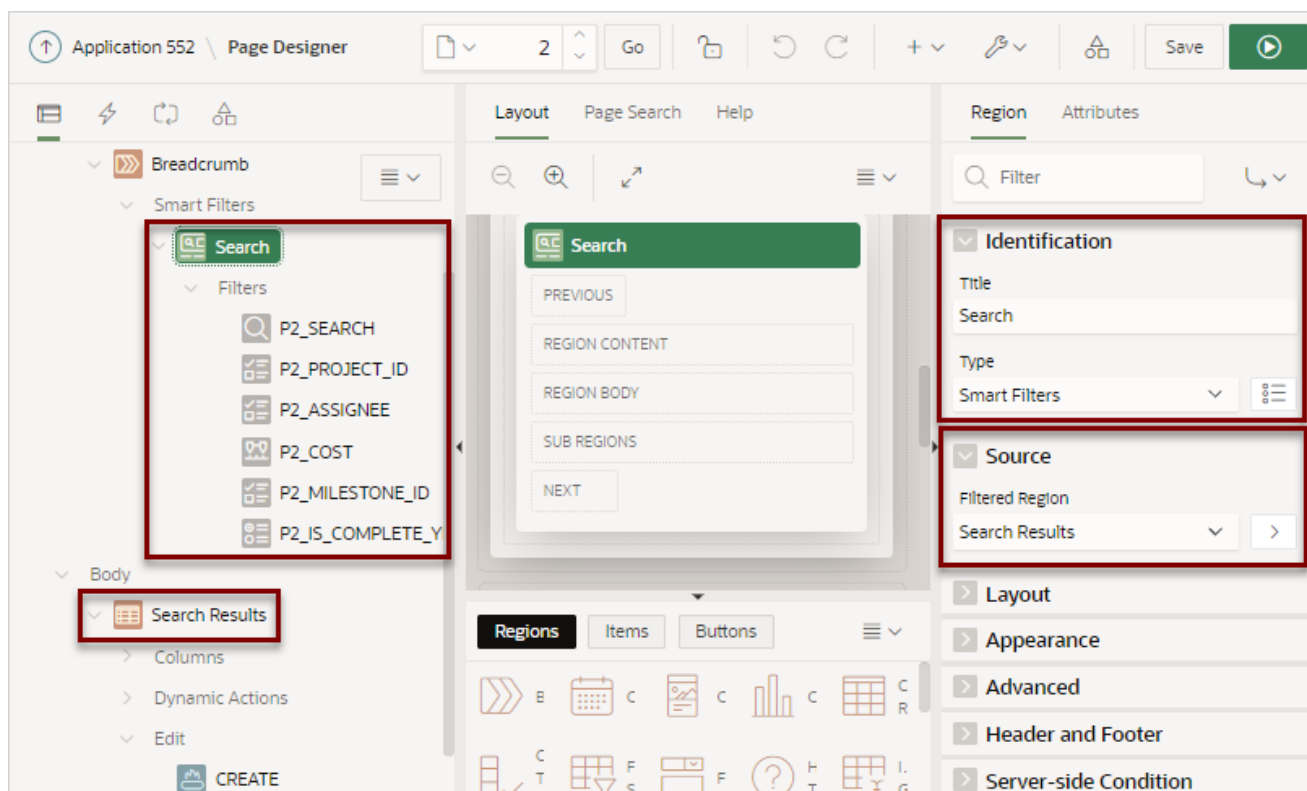 Application 552 \ Page Designer
2
Go
Save
Breadcrumb
Smart Filters
Search
Filters
P2_SEARCH
P2_PROJECT_ID
P2_ASSIGNEE
P2_COST
P2_MILESTONE_ID
P2_IS_COMPLETE_Y
Body
Search Results
Columns
Dynamic Actions
Edit
CREATE
Layout
Page Search
Help
Search
PREVIOUS
REGION CONTENT
REGION BODY
SUB REGIONS
NEXT
Regions
Items
Buttons
B
C
C
C
C
R
C
T
F
S
F
H
T
I.
G
Region
Attributes
Filter
Identification
Title
Search
Type
Smart Filters
Source
Filtered Region
Search Results
Layout
Appearance
Advanced
Header and Footer
Server-side Condition